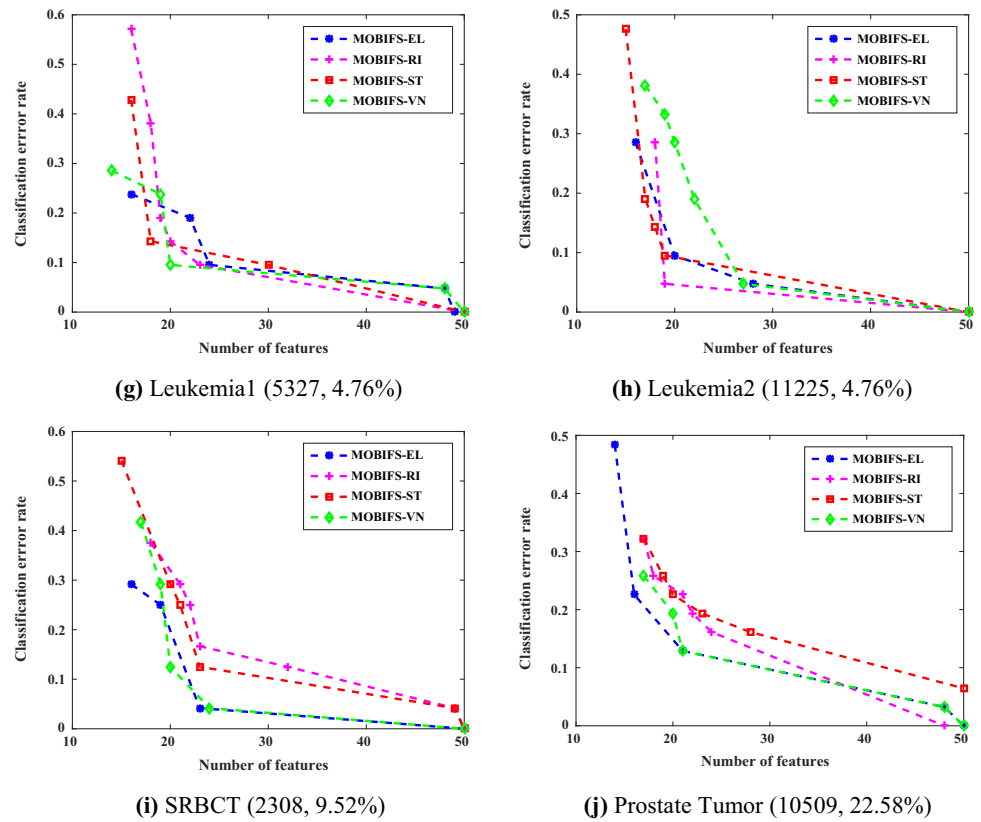 0.6
0.5
0.4
0.3
0.2
0.1
0
10 20 30 40 50
Classification errror rate
Number of features
MOBIFS-EL
MOBIFS-RI
MOBIFS-ST
MOBIFS-VN
(g) Leukemia1 (5327, 4.76%)
0.5
0.4
0.3
0.2
0.1
0
10 20 30 40 50
Classification errror rate
Number of features
MOBIFS-EL
MOBIFS-RI
MOBIFS-ST
MOBIFS-VN
(h) Leukemia2 (11225, 4.76%)
0.6
0.5
0.4
0.3
0.2
0.1
0
10 20 30 40 50
Classification errror rate
Number of features
MOBIFS-EL
MOBIFS-RI
MOBIFS-ST
MOBIFS-VN
(i) SRBCT (2308, 9.52%)
0.5
0.4
0.3
0.2
0.1
0
10 20 30 40 50
Classification errror rate
Number of features
MOBIFS-EL
MOBIFS-RI
MOBIFS-ST
MOBIFS-VN
(j) Prostate Tumor (10509, 22.58%)